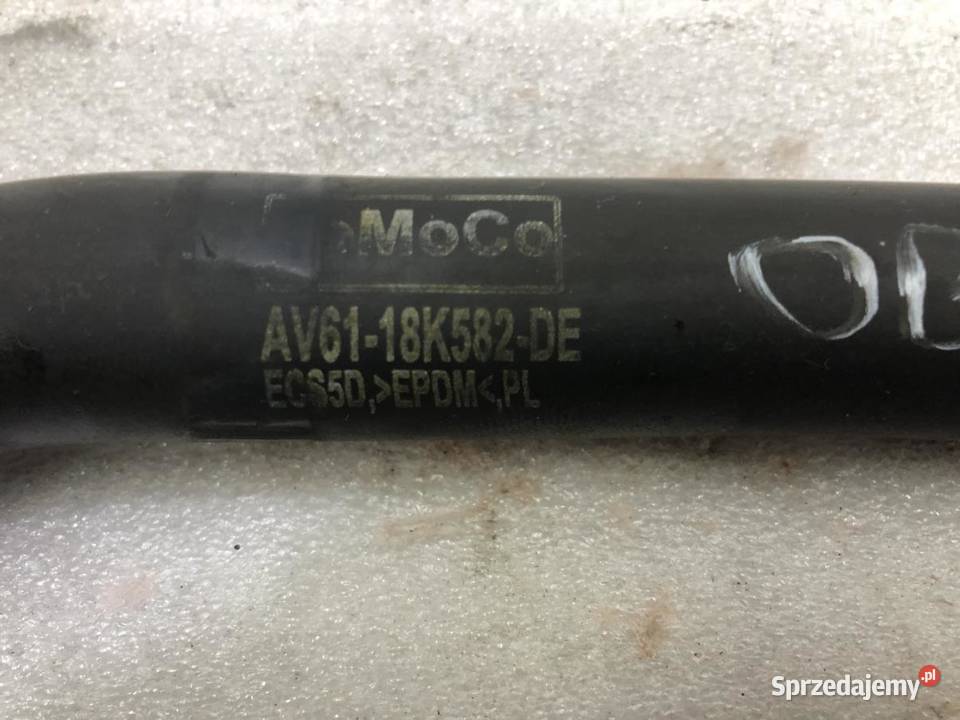 MoCo
AV61-18K582-DE
ECS5D,>EPDM<,PL
Sprzedajemy.pl